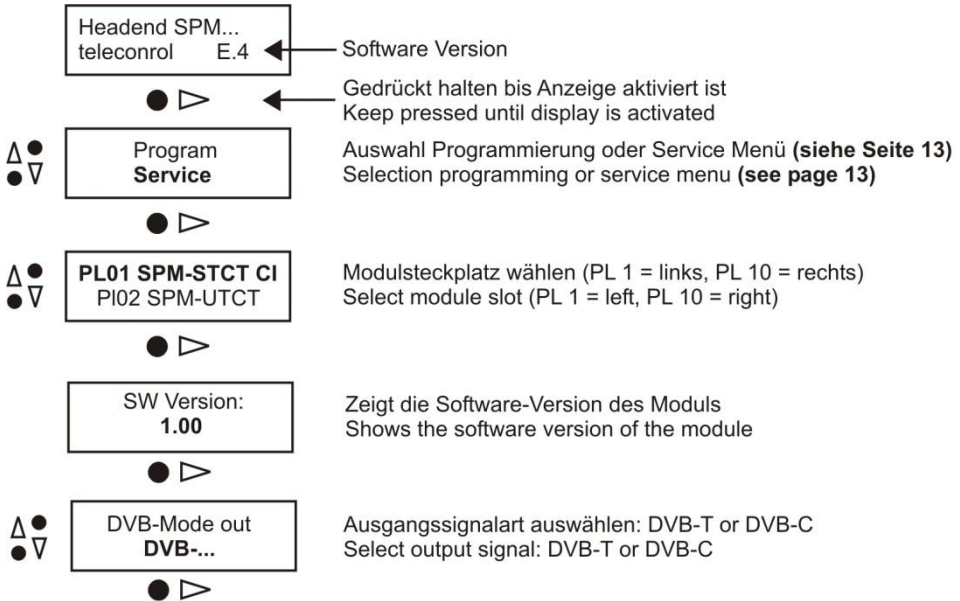 Headend SPM...
teleconrol E.4
Software Version
Gedrückt halten bis Anzeige aktiviert ist
Keep pressed until display is activated
Program
Service
Auswahl Programmierung oder Service Menü (siehe Seite 13)
Selection programming or service menu (see page 13)
PL01 SPM-STCT CI
Pl02 SPM-UTCT
Modulsteckplatz wählen (PL 1 = links, PL 10 = rechts)
Select module slot (PL 1 = left, PL 10 = right)
SW Version:
1.00
Zeigt die Software-Version des Moduls
Shows the software version of the module
DVB-Mode out
DVB-...
Ausgangssignalart auswählen: DVB-T or DVB-C
Select output signal: DVB-T or DVB-C